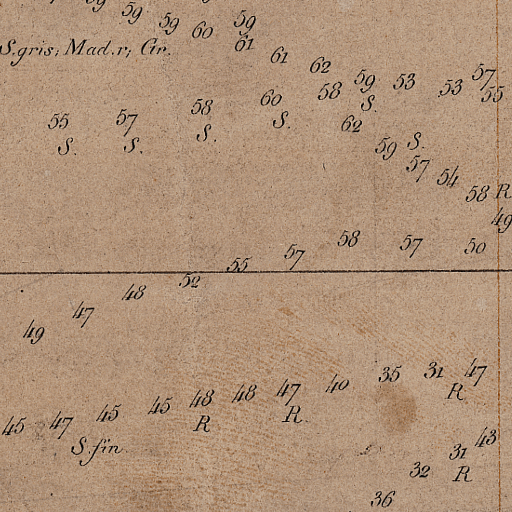 59 59 60 59
S.gris; Mad.r; Gr. 61 61 62 59 53 53 57
55
55 57 58 60 58 S.
S. S. S. S. 62 59 S.
57 54 58 R
49
55 57 58 57 50
49 47 48 52
45 47 45 45 48 48 47 40 35 31 47
S.fin. R R. R
43
32 31
R
36